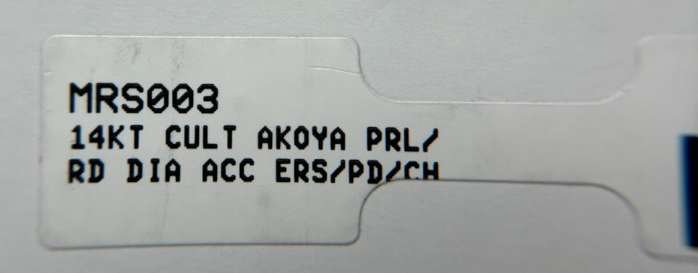 MRS003
14KT CULT AKOYA PRL/
RD DIA ACC ERS/PD/CH